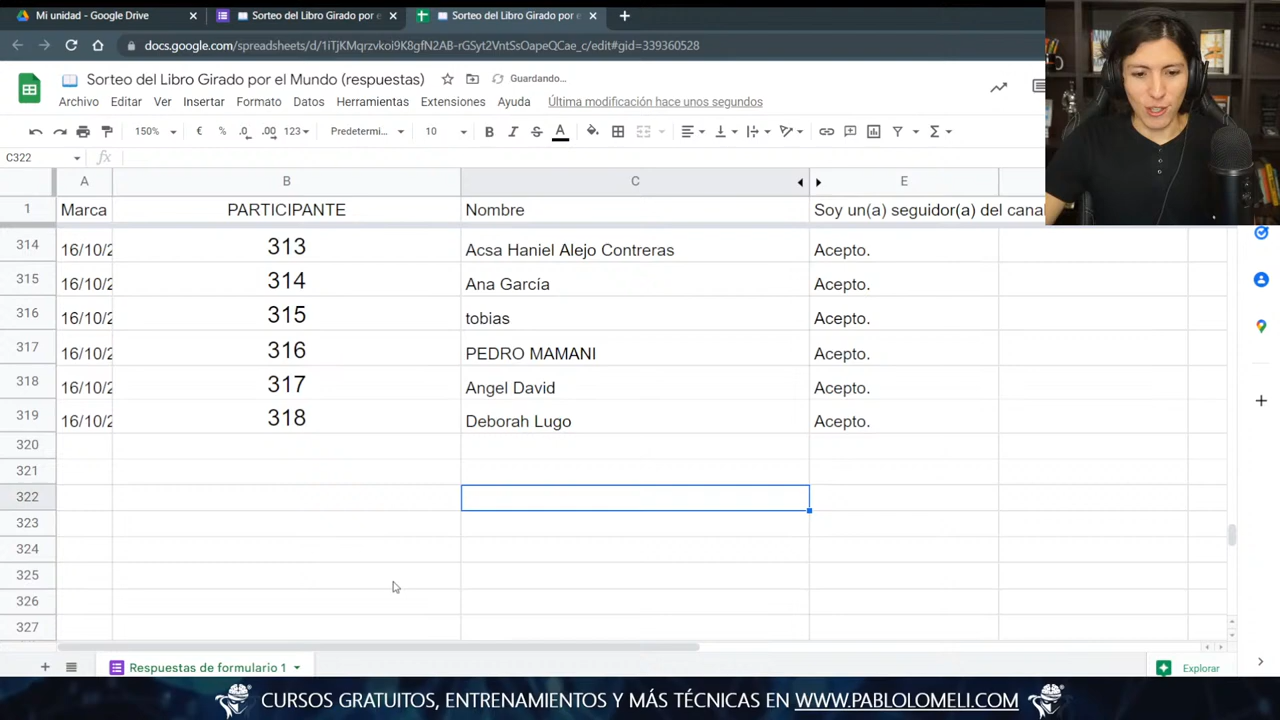 Mi unidad - Google Drive
Sorteo del Libro Girado por e
Sorteo del Libro Girado por e
docs.google.com/spreadsheets/d/1iTjKMqrzvkoi9K8gfN2AB-rGSyt2VntSsOapeQCae_c/edit#gid=339360528
Sorteo del Libro Girado por el Mundo (respuestas)
Guardando…
Archivo Editar Ver Insertar Formato Datos Herramientas Extensiones Ayuda Última modificación hace unos segundos
150% € % .0 .00 123 Predetermi... 10 B I S A
C322 fx
A B C E
1 Marca PARTICIPANTE Nombre Soy un(a) seguidor(a) del cana
314 16/10/2 313 Acsa Haniel Alejo Contreras Acepto.
315 16/10/2 314 Ana García Acepto.
316 16/10/2 315 tobias Acepto.
317 16/10/2 316 PEDRO MAMANI Acepto.
318 16/10/2 317 Angel David Acepto.
319 16/10/2 318 Deborah Lugo Acepto.
320
321
322
323
324
325
326
327
Respuestas de formulario 1
Explorar
CURSOS GRATUITOS, ENTRENAMIENTOS Y MÁS TÉCNICAS EN WWW.PABLOLOMELI.COM